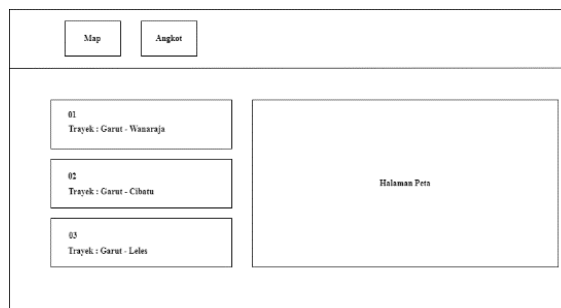 Map
Angkot
01
Trayek : Garut - Wanaraja
02
Trayek : Garut - Cibatu
03
Trayek : Garut - Leles
Halaman Peta